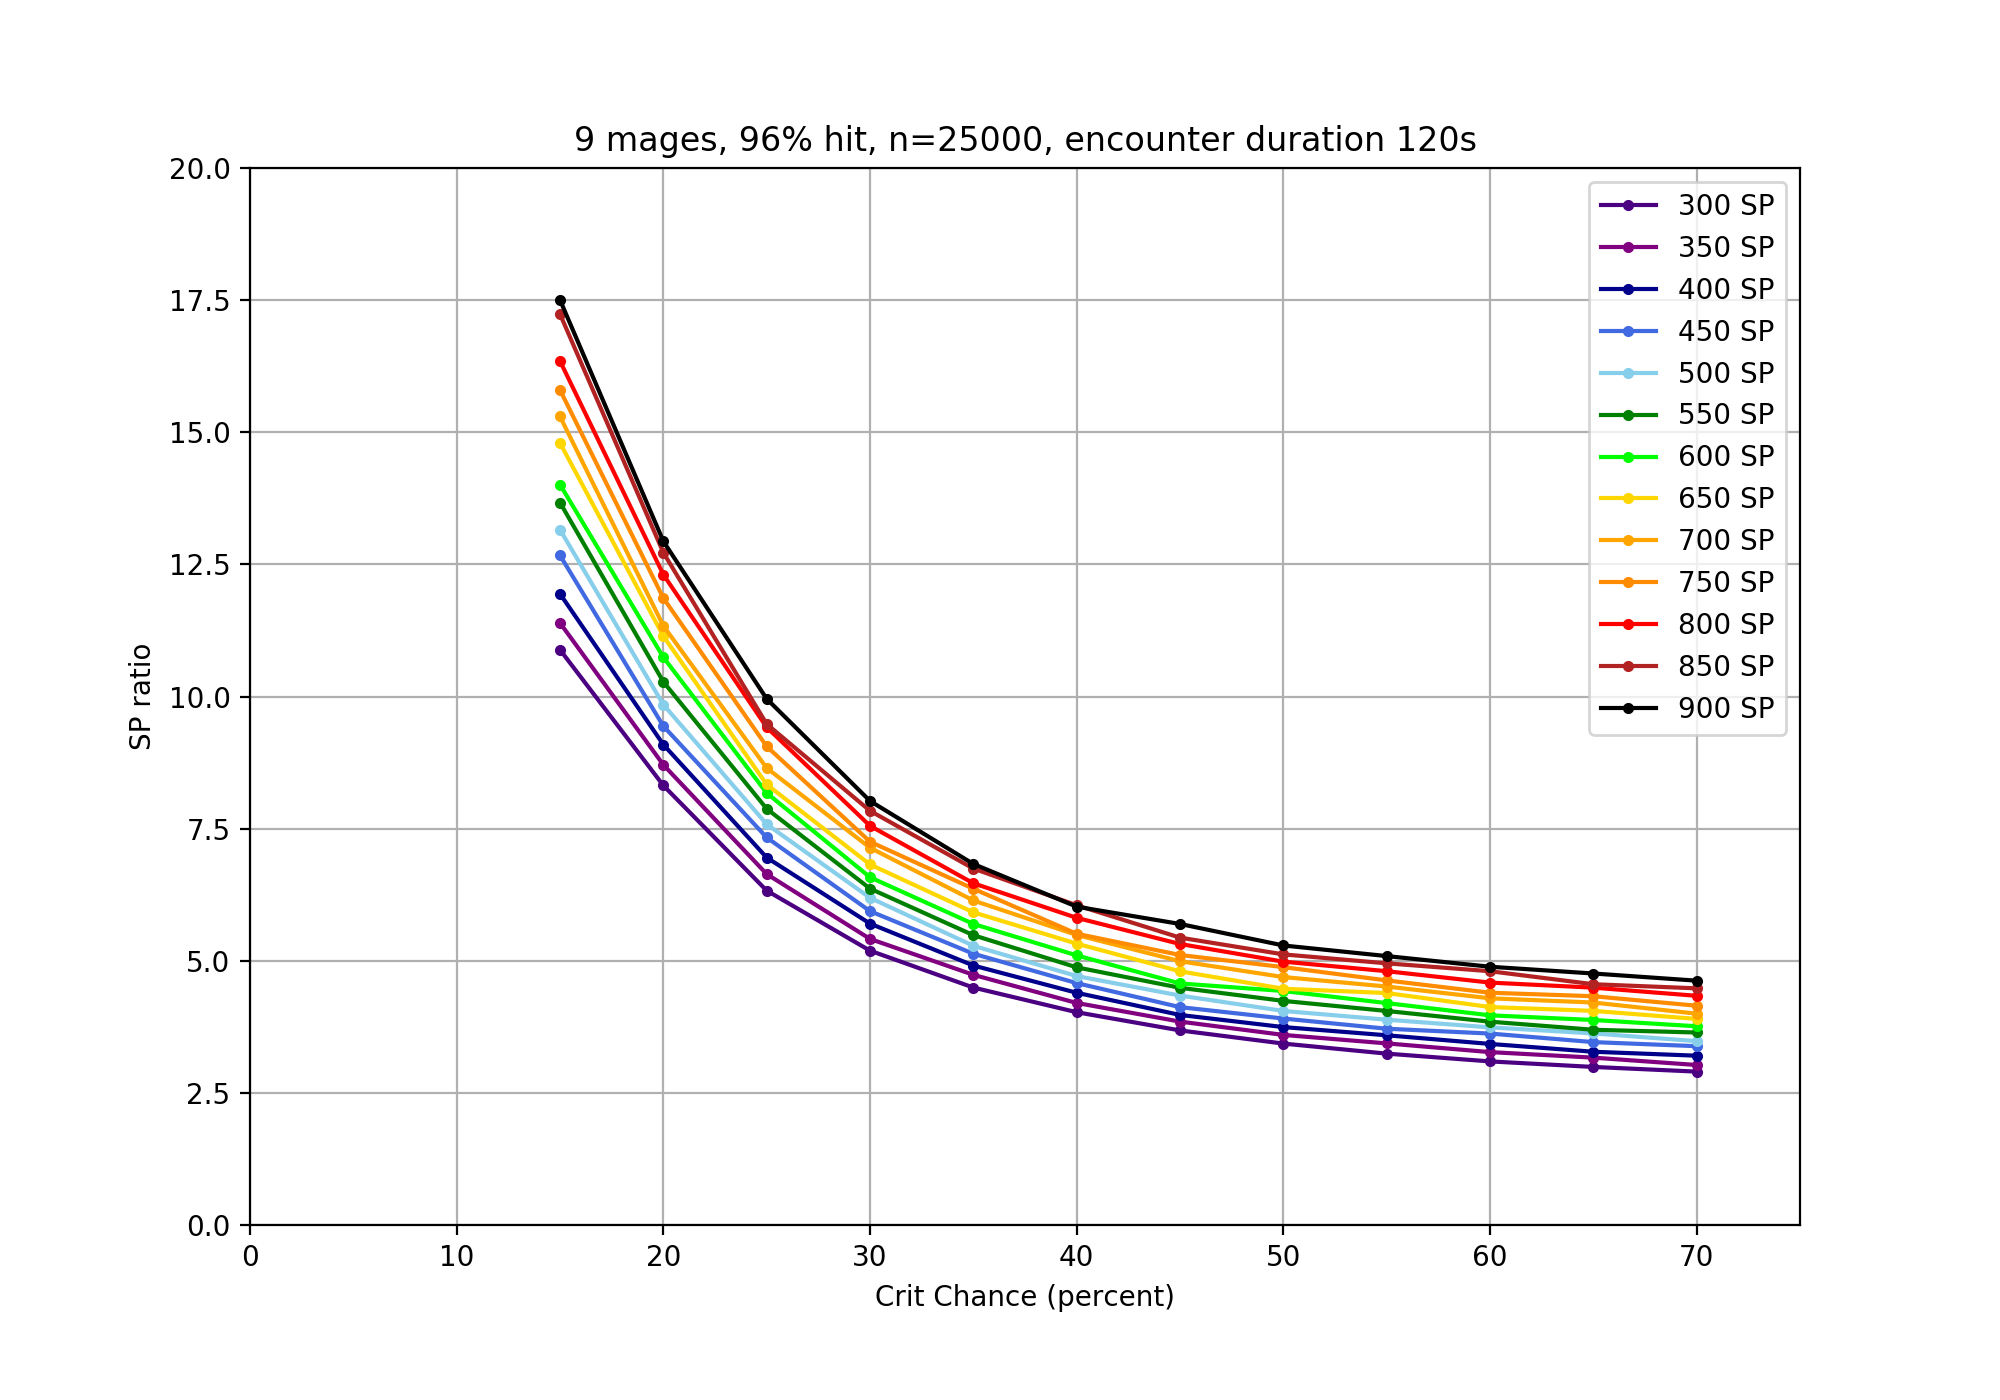 9 mages, 96% hit, n=25000, encounter duration 120s
20.0
17.5
15.0
12.5
10.0
7.5
5.0
2.5
0.0
SP ratio
300 SP
350 SP
400 SP
450 SP
500 SP
550 SP
600 SP
650 SP
700 SP
750 SP
800 SP
850 SP
900 SP
0 10 20 30 40 50 60 70
Crit Chance (percent)